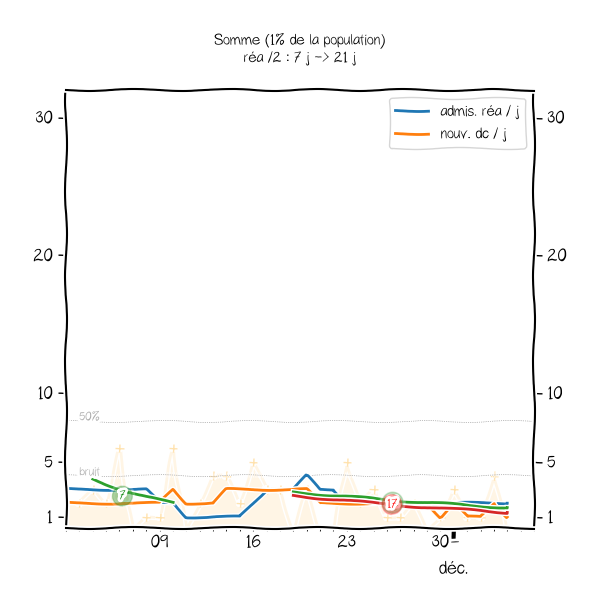 Somme (1% de la population)
réa /2 : 7 j -> 21 j
admis. réa / j
nouv. dc / j
30
30
20
20
10
10
50%
5
5
bruit
7
17
1
1
09
16
23
30
déc.